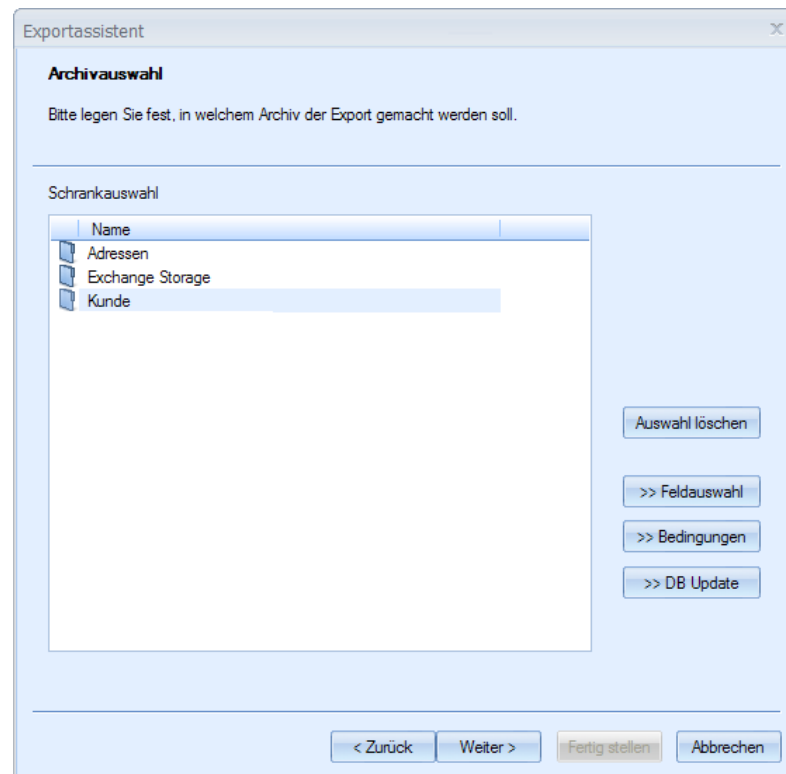 Exportassistent
x
Archivauswahl
Bitte legen Sie fest, in welchem Archiv der Export gemacht werden soll.
Schrankauswahl
Name
Adressen
Exchange Storage
Kunde
Auswahl löschen
>> Feldauswahl
>> Bedingungen
>> DB Update
< Zurück Weiter > Fertig stellen Abbrechen